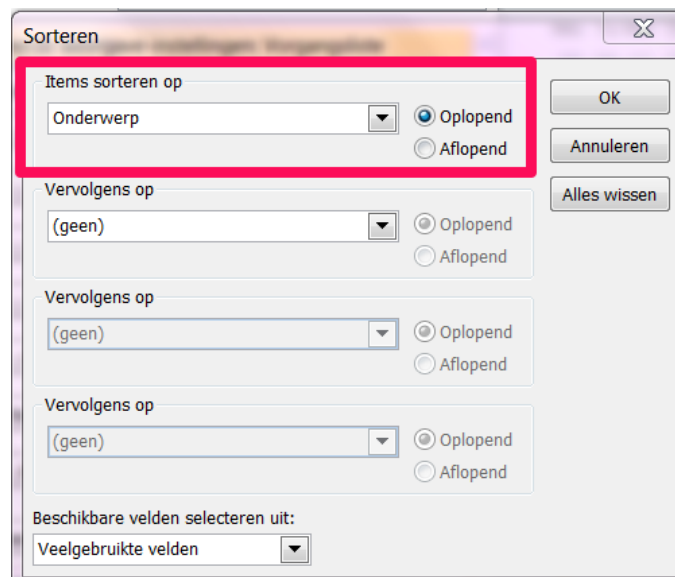 Sorteren
Items sorteren op
Onderwerp
Oplopend
Aflopend
OK
Annuleren
Alles wissen
Vervolgens op
(geen)
Oplopend
Aflopend
Vervolgens op
(geen)
Oplopend
Aflopend
Vervolgens op
(geen)
Oplopend
Aflopend
Beschikbare velden selecteren uit:
Veelgebruikte velden